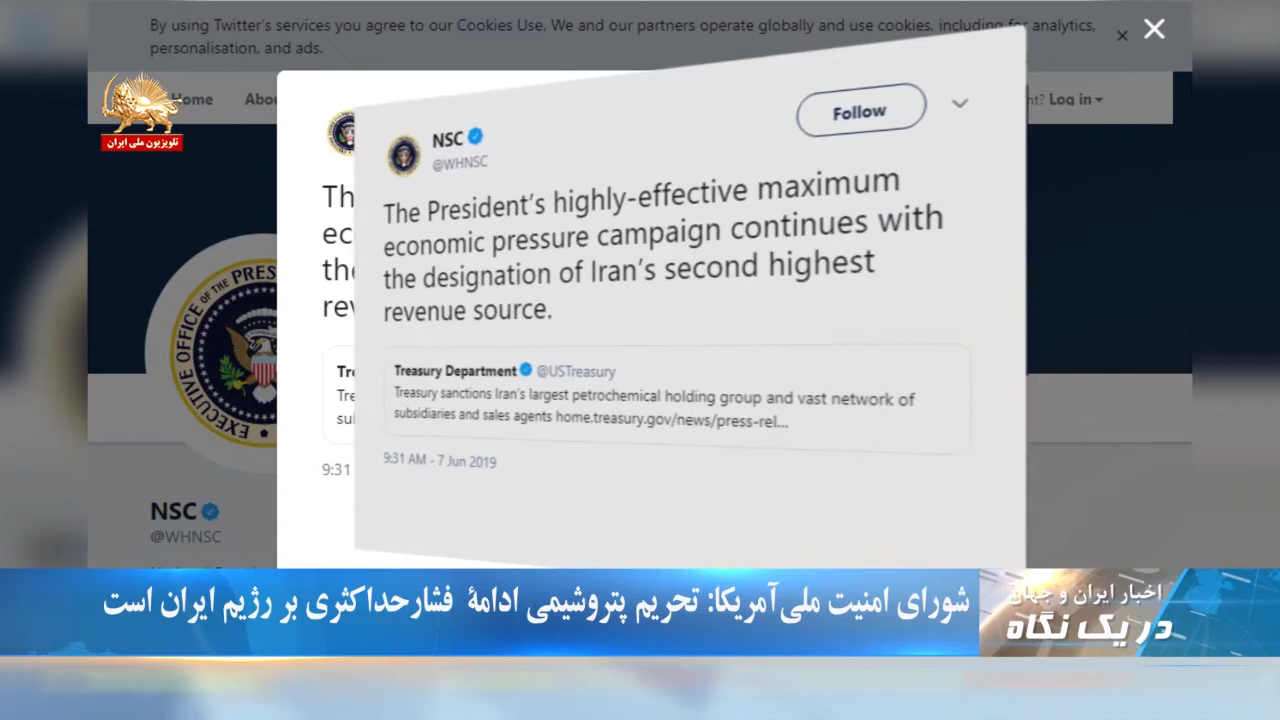 By using Twitter's services you agree to our Cookies Use. We and our partners operate globally and use cookies, including for analytics,
personalisation, and ads.
Home
Log in
تلویزیون ملی ایران
NSC
@WHNSC
Follow
The President's highly-effective maximum
economic pressure campaign continues with
the designation of Iran's second highest
revenue source.
Treasury Department @USTreasury
Treasury sanctions Iran's largest petrochemical holding group and vast network of
subsidiaries and sales agents home.treasury.gov/news/press-rel...
9:31 AM - 7 Jun 2019
9:31
EXECUTIVE OFFICE OF THE PRES
NSC
@WHNSC
شورای امنیت ملی آمریکا: تحریم پتروشیمی ادامهٔ فشارحداکثری بر رژیم ایران است
اخبار ایران و جهان
در یک نگاه